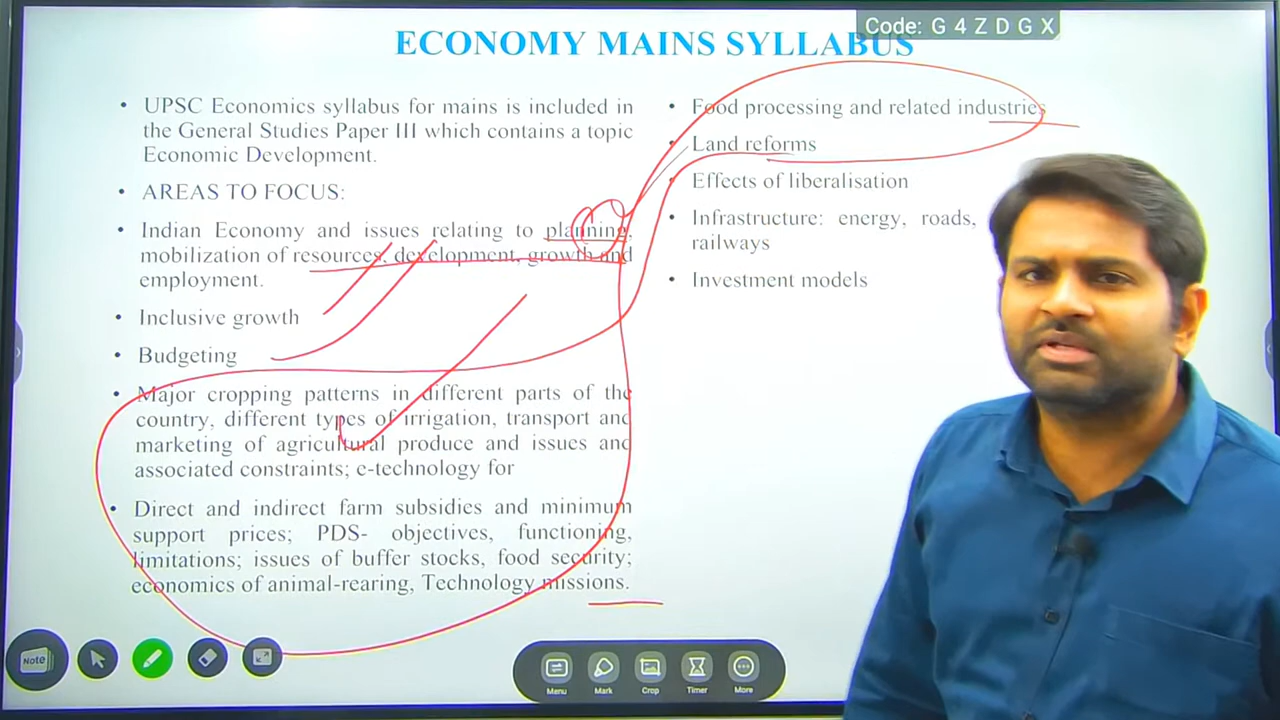 Code: G 4 Z D G X
ECONOMY MAINS SYLLABUS
• UPSC Economics syllabus for mains is included in
the General Studies Paper III which contains a topic
Economic Development.
• AREAS TO FOCUS:
• Indian Economy and issues relating to planning,
mobilization of resources, development, growth and
employment.
• Inclusive growth
• Budgeting
• Major cropping patterns in different parts of the
country, different types of irrigation, transport and
marketing of agricultural produce and issues and
associated constraints; e-technology for
• Direct and indirect farm subsidies and minimum
support prices; PDS- objectives, functioning,
limitations; issues of buffer stocks, food security;
economics of animal-rearing, Technology missions.
• Food processing and related industries
• Land reforms
• Effects of liberalisation
• Infrastructure: energy, roads,
railways
• Investment models
Note
Menu
Mark
Crop
Timer
More